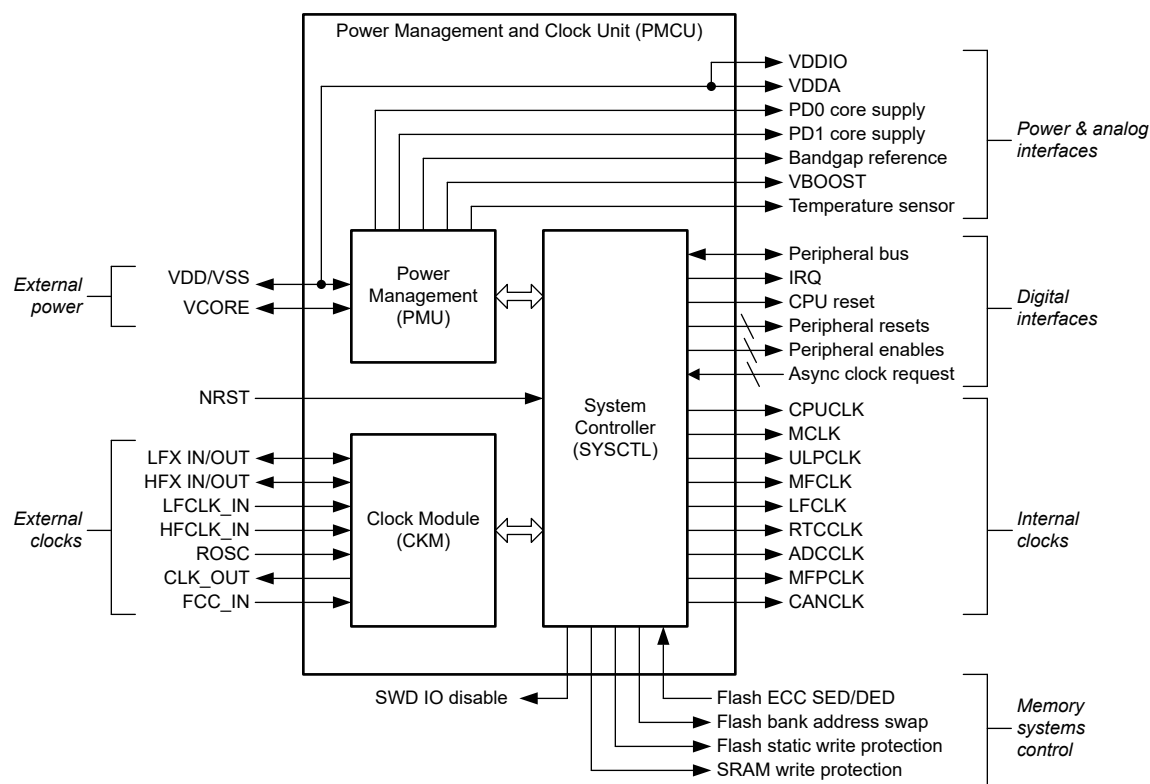 Power Management and Clock Unit (PMCU)
VDDIO
VDDA
PD0 core supply
PD1 core supply
Bandgap reference
VBOOST
Temperature sensor
Power & analog
interfaces
External
power
VDD/VSS
VCORE
Power
Management
(PMU)
Peripheral bus
IRQ
CPU reset
Peripheral resets
Peripheral enables
Async clock request
Digital
interfaces
NRST
System
Controller
(SYSCTL)
External
clocks
LFX IN/OUT
HFX IN/OUT
LFCLK_IN
HFCLK_IN
ROSC
CLK_OUT
FCC_IN
Clock Module
(CKM)
CPUCLK
MCLK
ULPCLK
MFCLK
LFCLK
RTCCLK
ADCCLK
MFPCLK
CANCLK
Internal
clocks
SWD IO disable
Flash ECC SED/DED
Flash bank address swap
Flash static write protection
SRAM write protection
Memory
systems
control